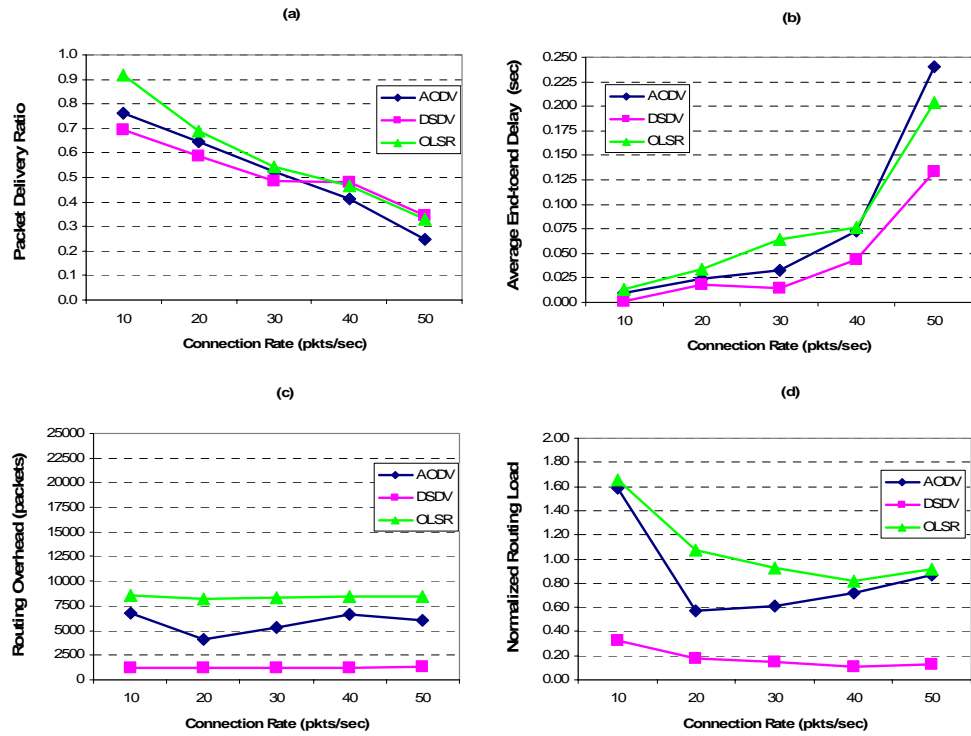 (a)
Packet Delivery Ratio
1.0
0.9
0.8
0.7
0.6
0.5
0.4
0.3
0.2
0.1
0.0
AODV
DSDV
OLSR
10 20 30 40 50
Connection Rate (pkts/sec)
(b)
Average End-toend Delay (sec)
0.250
0.225
0.200
0.175
0.150
0.125
0.100
0.075
0.050
0.025
0.000
AODV
DSDV
OLSR
10 20 30 40 50
Connection Rate (pkts/sec)
(c)
Routing Overhead (packets)
25000
22500
20000
17500
15000
12500
10000
7500
5000
2500
0
AODV
DSDV
OLSR
10 20 30 40 50
Connection Rate (pkts/sec)
(d)
Normalized Routing Load
2.00
1.80
1.60
1.40
1.20
1.00
0.80
0.60
0.40
0.20
0.00
AODV
DSDV
OLSR
10 20 30 40 50
Connection Rate (pkts/sec)